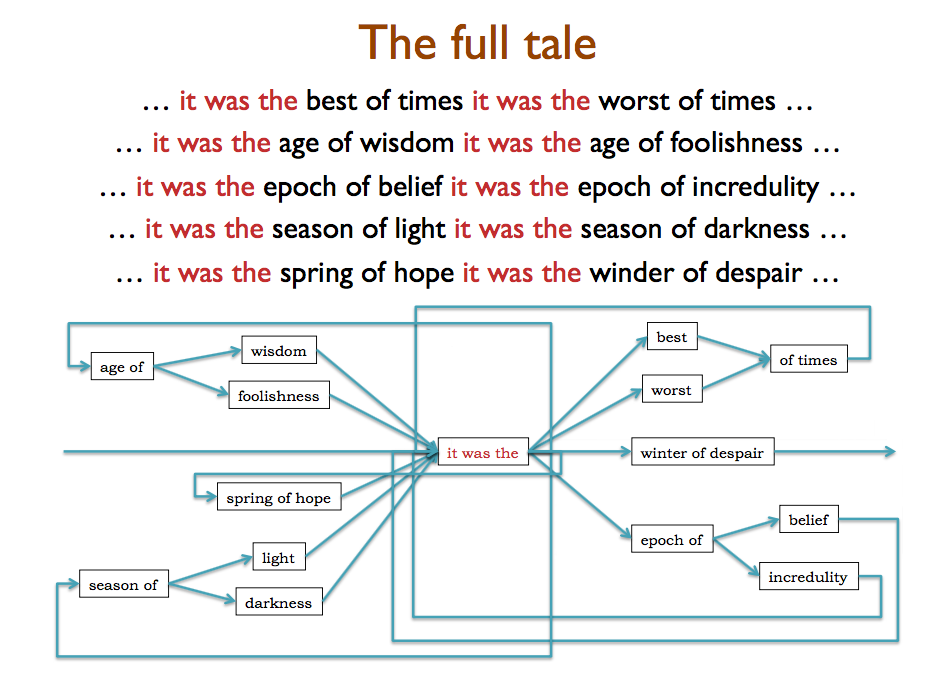 The full tale
… it was the best of times it was the worst of times …
… it was the age of wisdom it was the age of foolishness …
… it was the epoch of belief it was the epoch of incredulity …
… it was the season of light it was the season of darkness …
… it was the spring of hope it was the winder of despair …
best
wisdom
of times
age of
worst
foolishness
it was the
winter of despair
spring of hope
belief
epoch of
light
incredulity
season of
darkness